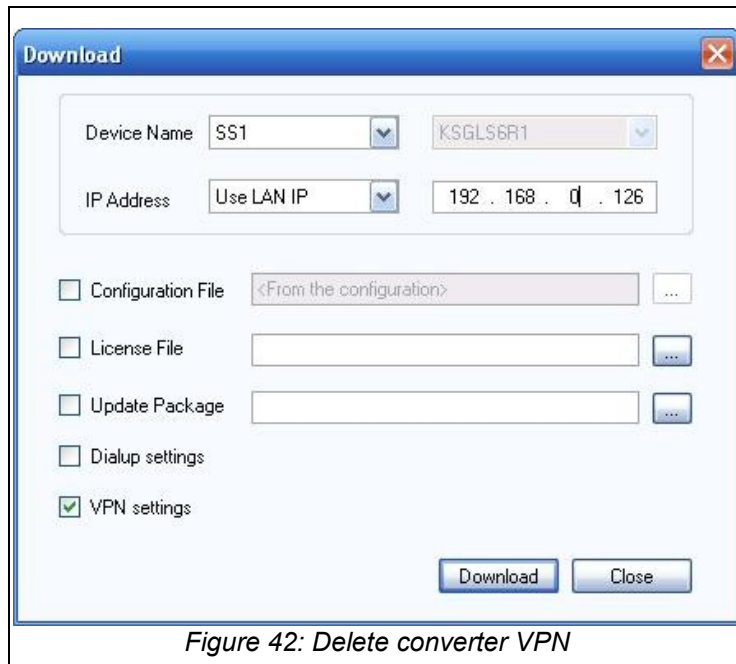 Download
Device Name SS1 KSGLS6R1
IP Address Use LAN IP 192 . 168 . 0 . 126
Configuration File <From the configuration> ...
License File ...
Update Package ...
Dialup settings
VPN settings
Download Close
Figure 42: Delete converter VPN